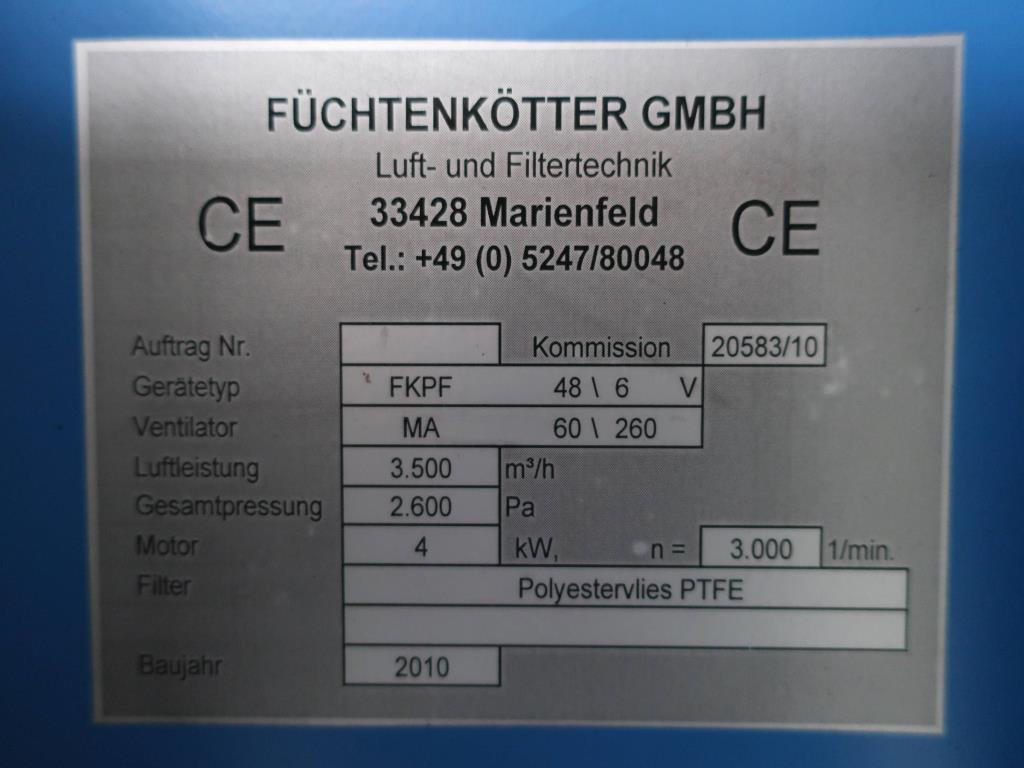 FÜCHTENKÖTTER GMBH
Luft- und Filtertechnik
CE 33428 Marienfeld CE
Tel.: +49 (0) 5247/80048
Auftrag Nr. Kommission 20583/10
Gerätetyp FKPF 48 \ 6 V
Ventilator MA 60 \ 260
Luftleistung 3.500 m³/h
Gesamtpressung 2.600 Pa
Motor 4 kW, n = 3.000 1/min.
Filter Polyestervlies PTFE
Baujahr 2010